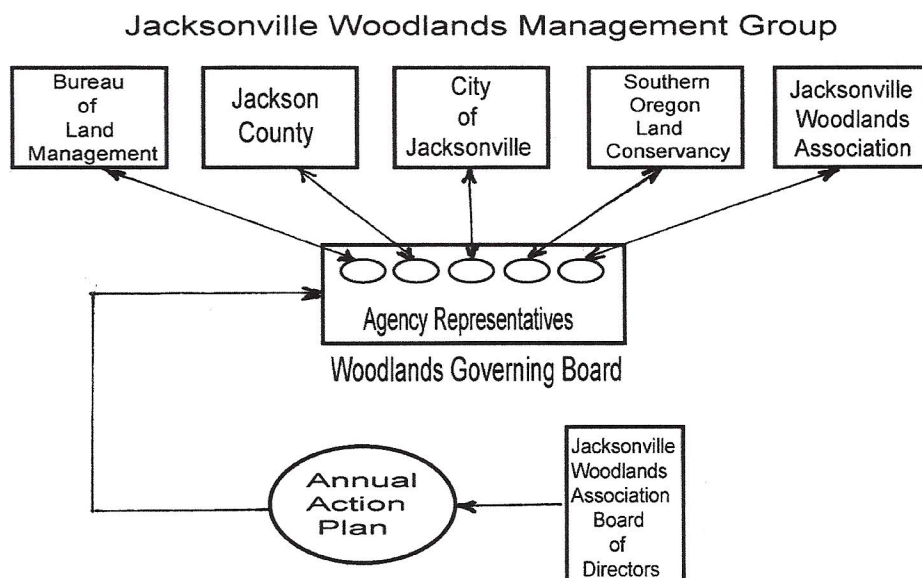 Jacksonville Woodlands Management Group
Bureau
of
Land
Management
Jackson
County
City
of
Jacksonville
Southern
Oregon
Land
Conservancy
Jacksonville
Woodlands
Association
Agency Representatives
Woodlands Governing Board
Annual
Action
Plan
Jacksonville
Woodlands
Association
Board
of
Directors